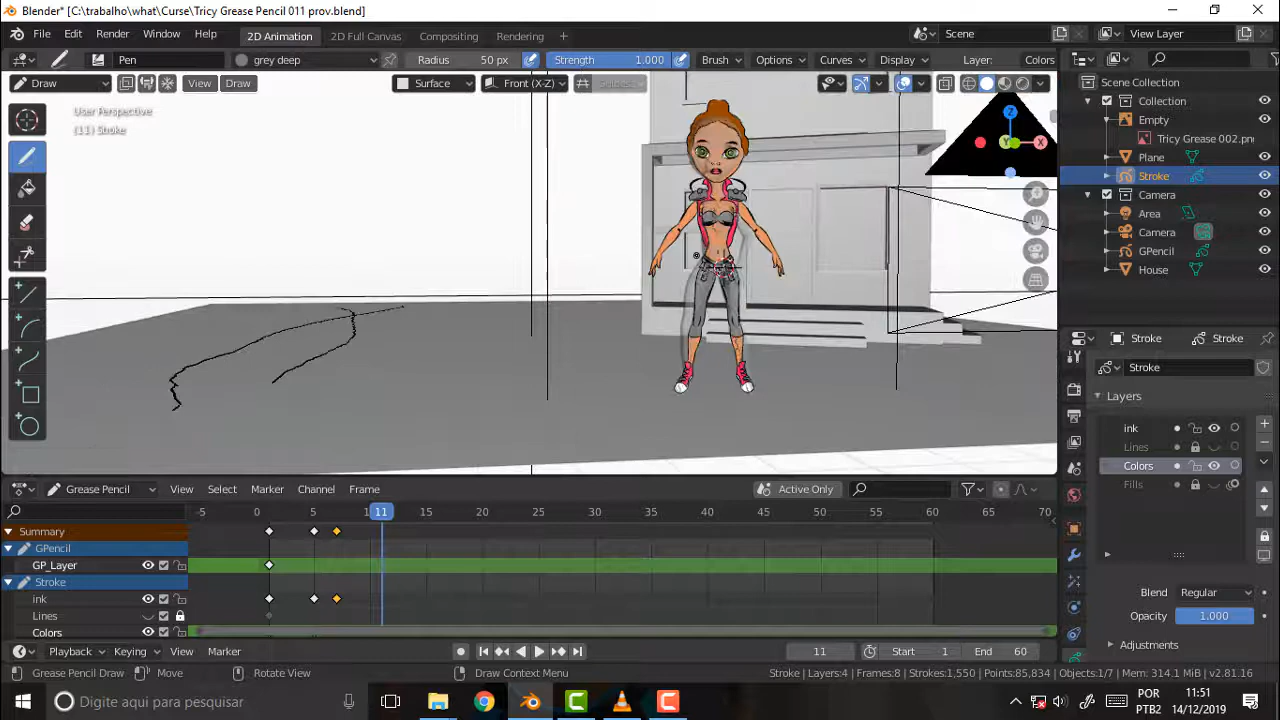 Blender* [C:\trabalho\what\Curse\Tricy Grease Pencil 011 prov.blend]
File Edit Render Window Help 2D Animation 2D Full Canvas Compositing Rendering Scene View Layer
Pen grey deep Radius 50 px Strength 1.000 Brush Options Curves Display Layer: Colors
Draw View Draw Surface Front (X-Z)
User Perspective
(11) Stroke
Z
Y X
Scene Collection
Collection
Empty
Tricy Grease 002.pn
Plane
Stroke
Camera
Area
Camera
GPencil
House
Stroke Stroke
Stroke
Layers
ink
Lines
Colors
Fills
Blend Regular
Opacity 1.000
Adjustments
Grease Pencil View Select Marker Channel Frame Active Only
-5 0 5 1 11 15 20 25 30 35 40 45 50 55 60 65 70
Summary
GPencil
GP_Layer
Stroke
ink
Lines
Colors
Playback Keying View Marker 11 Start 1 End 60
Grease Pencil Draw Move Rotate View Draw Context Menu Stroke | Layers:4 | Frames:8 | Strokes:1,550 | Points:85,834 | Objects:1/7 | Mem: 314.1 MiB | v2.81.16
Digite aqui para pesquisar
POR
PTB2
11:51
14/12/2019